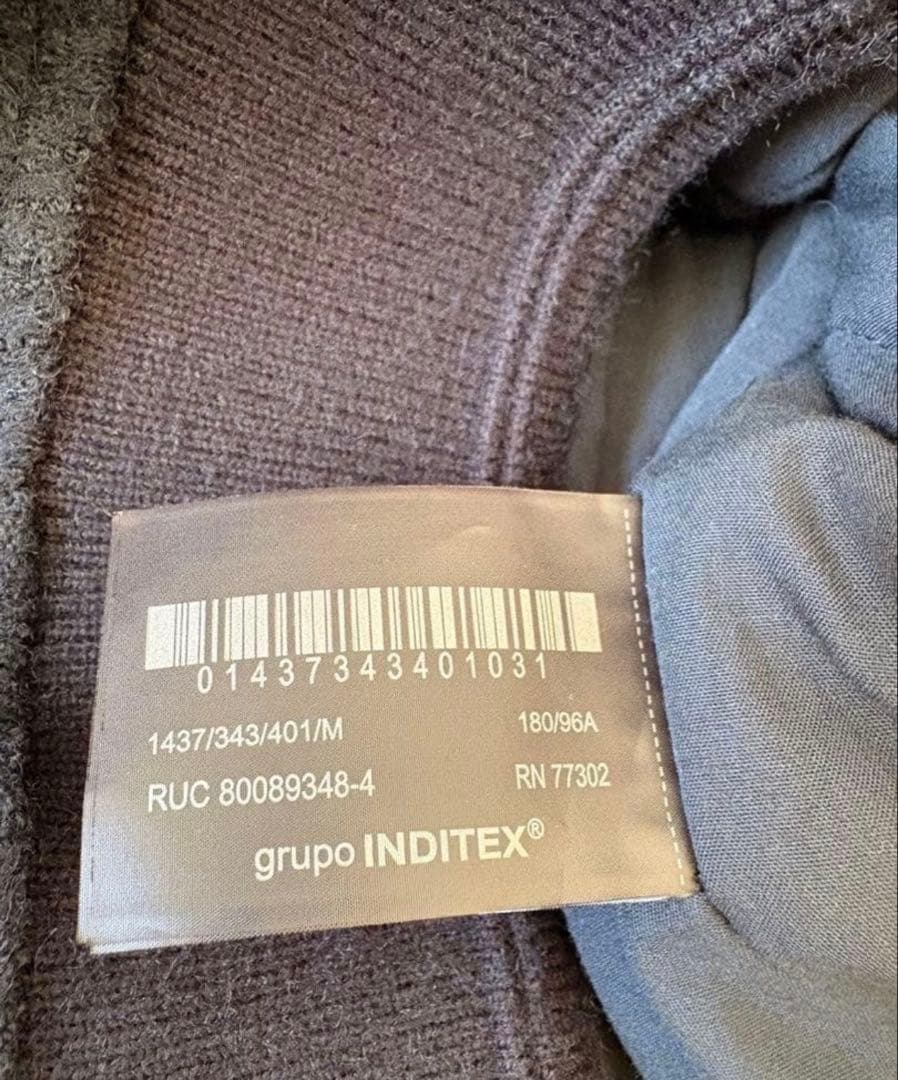 01437343401031
1437/343/401/M 180/96A
RUC 80089348-4 RN 77302
grupo INDITEX®